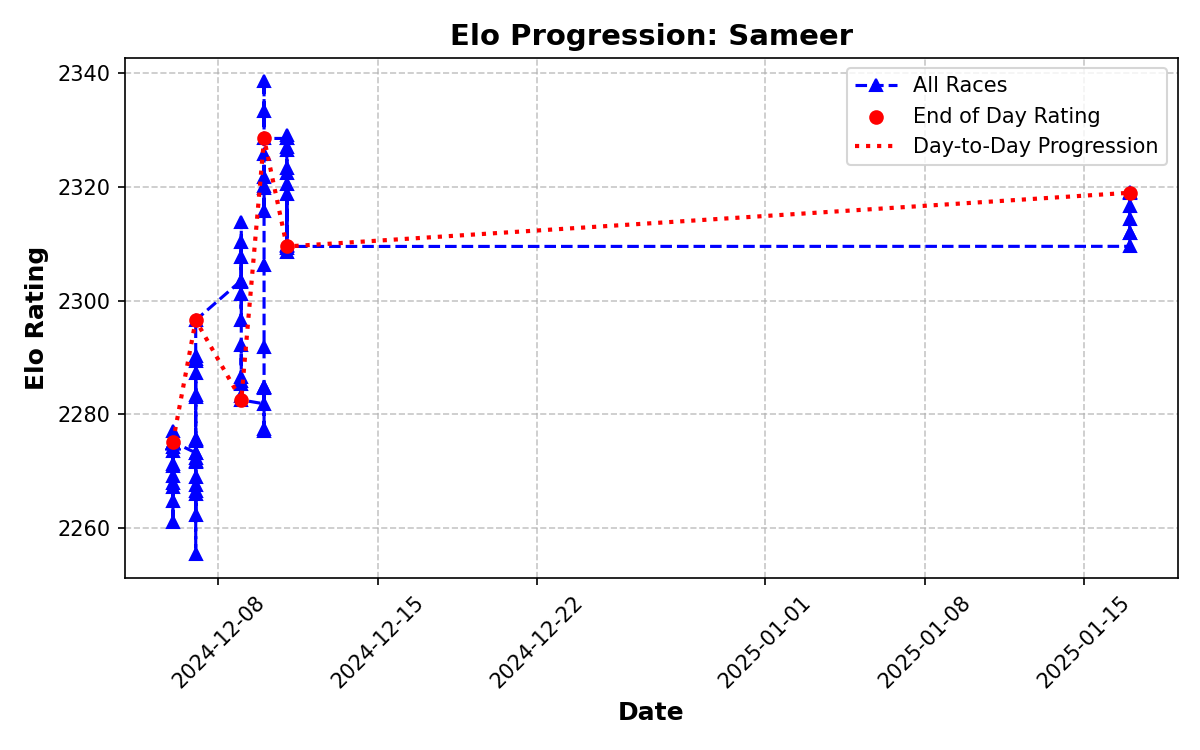 Elo Progression: Sameer
All Races
End of Day Rating
Day-to-Day Progression
Elo Rating
2340
2320
2300
2280
2260
2024-12-08
2024-12-15
2024-12-22
2025-01-01
2025-01-08
2025-01-15
Date